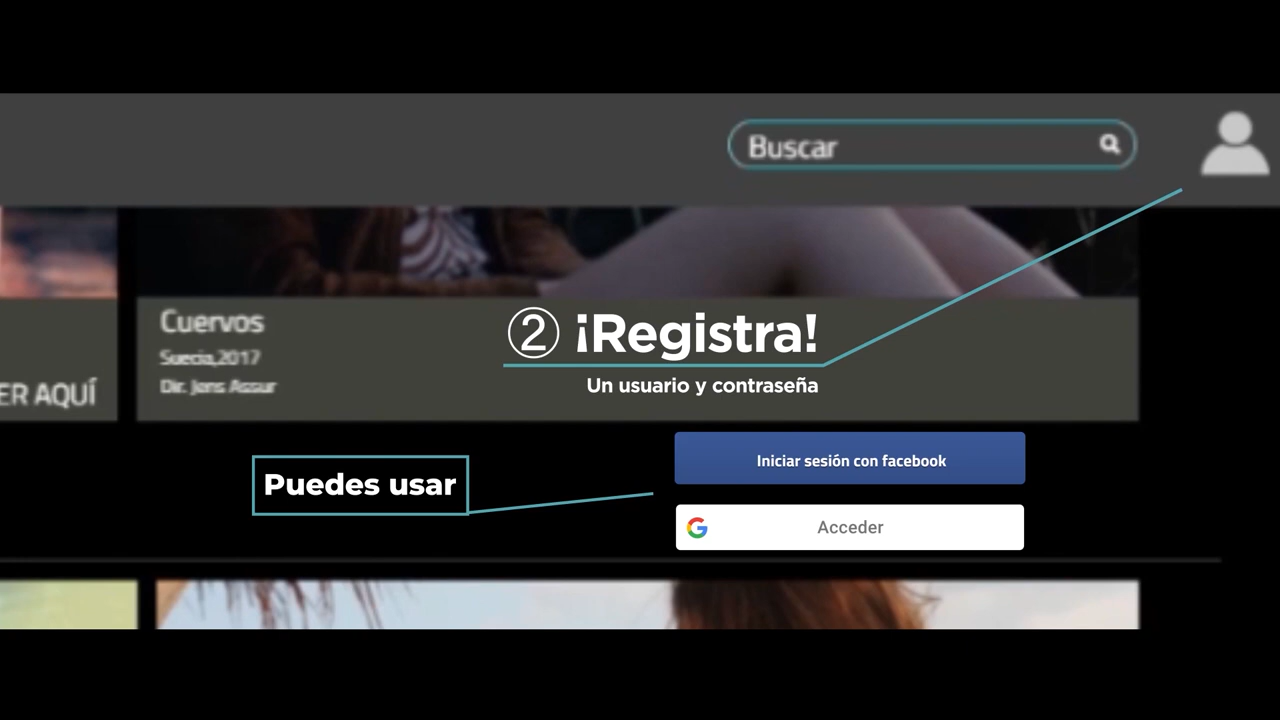 Buscar
Cuervos
Suecia,2017
Dir. Jens Assur
ER AQUÍ
② ¡Registra!
Un usuario y contraseña
Puedes usar
Iniciar sesión con facebook
Acceder